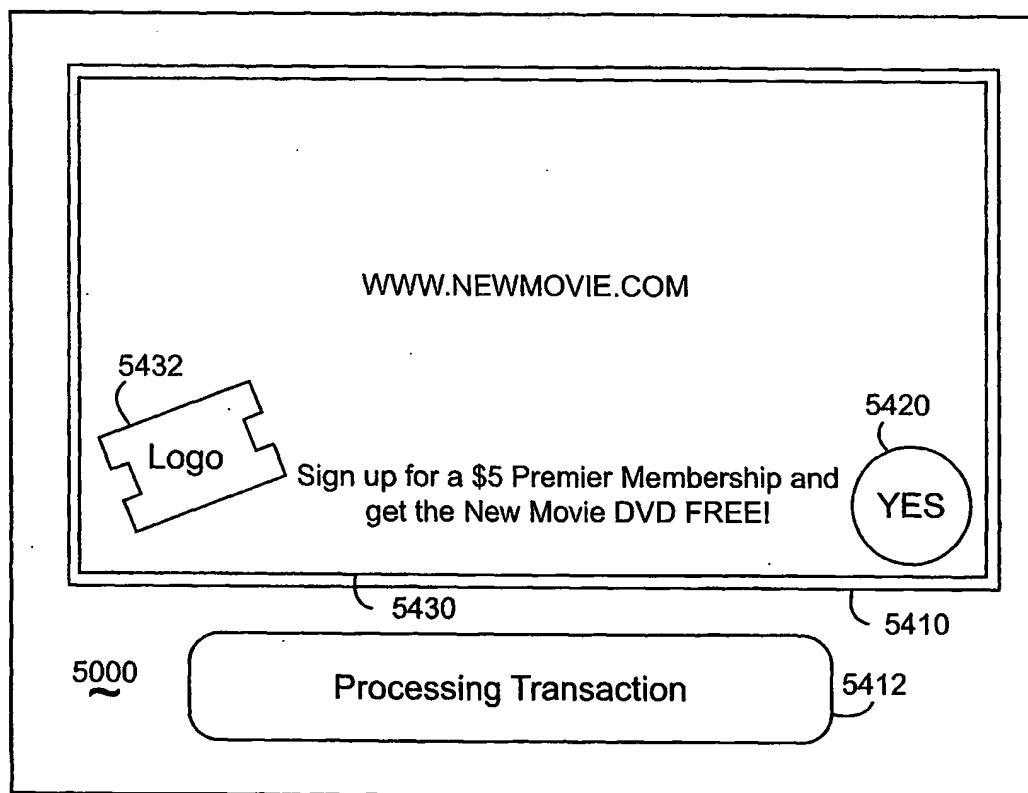 WWW.NEWMOVIE.COM
5432
5420
Logo
Sign up for a $5 Premier Membership and
get the New Movie DVD FREE!
YES
5430
5410
5000
Processing Transaction
5412